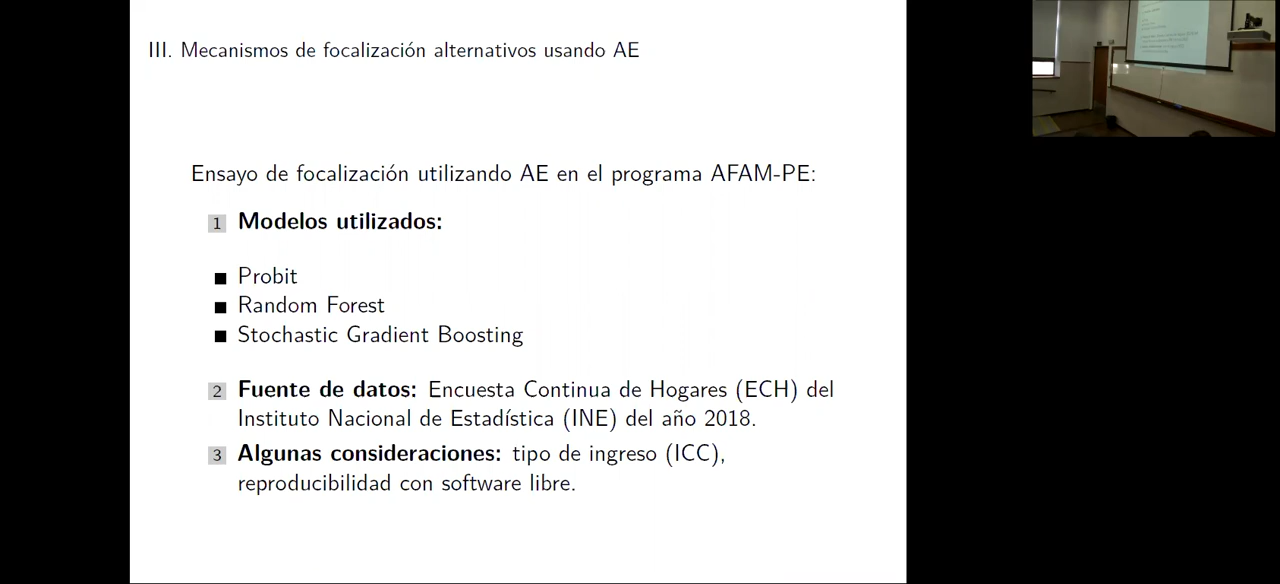 III. Mecanismos de focalización alternativos usando AE
Ensayo de focalización utilizando AE en el programa AFAM-PE:
1 Modelos utilizados:
Probit
Random Forest
Stochastic Gradient Boosting
2 Fuente de datos: Encuesta Continua de Hogares (ECH) del
Instituto Nacional de Estadística (INE) del año 2018.
3 Algunas consideraciones: tipo de ingreso (ICC),
reproducibilidad con software libre.